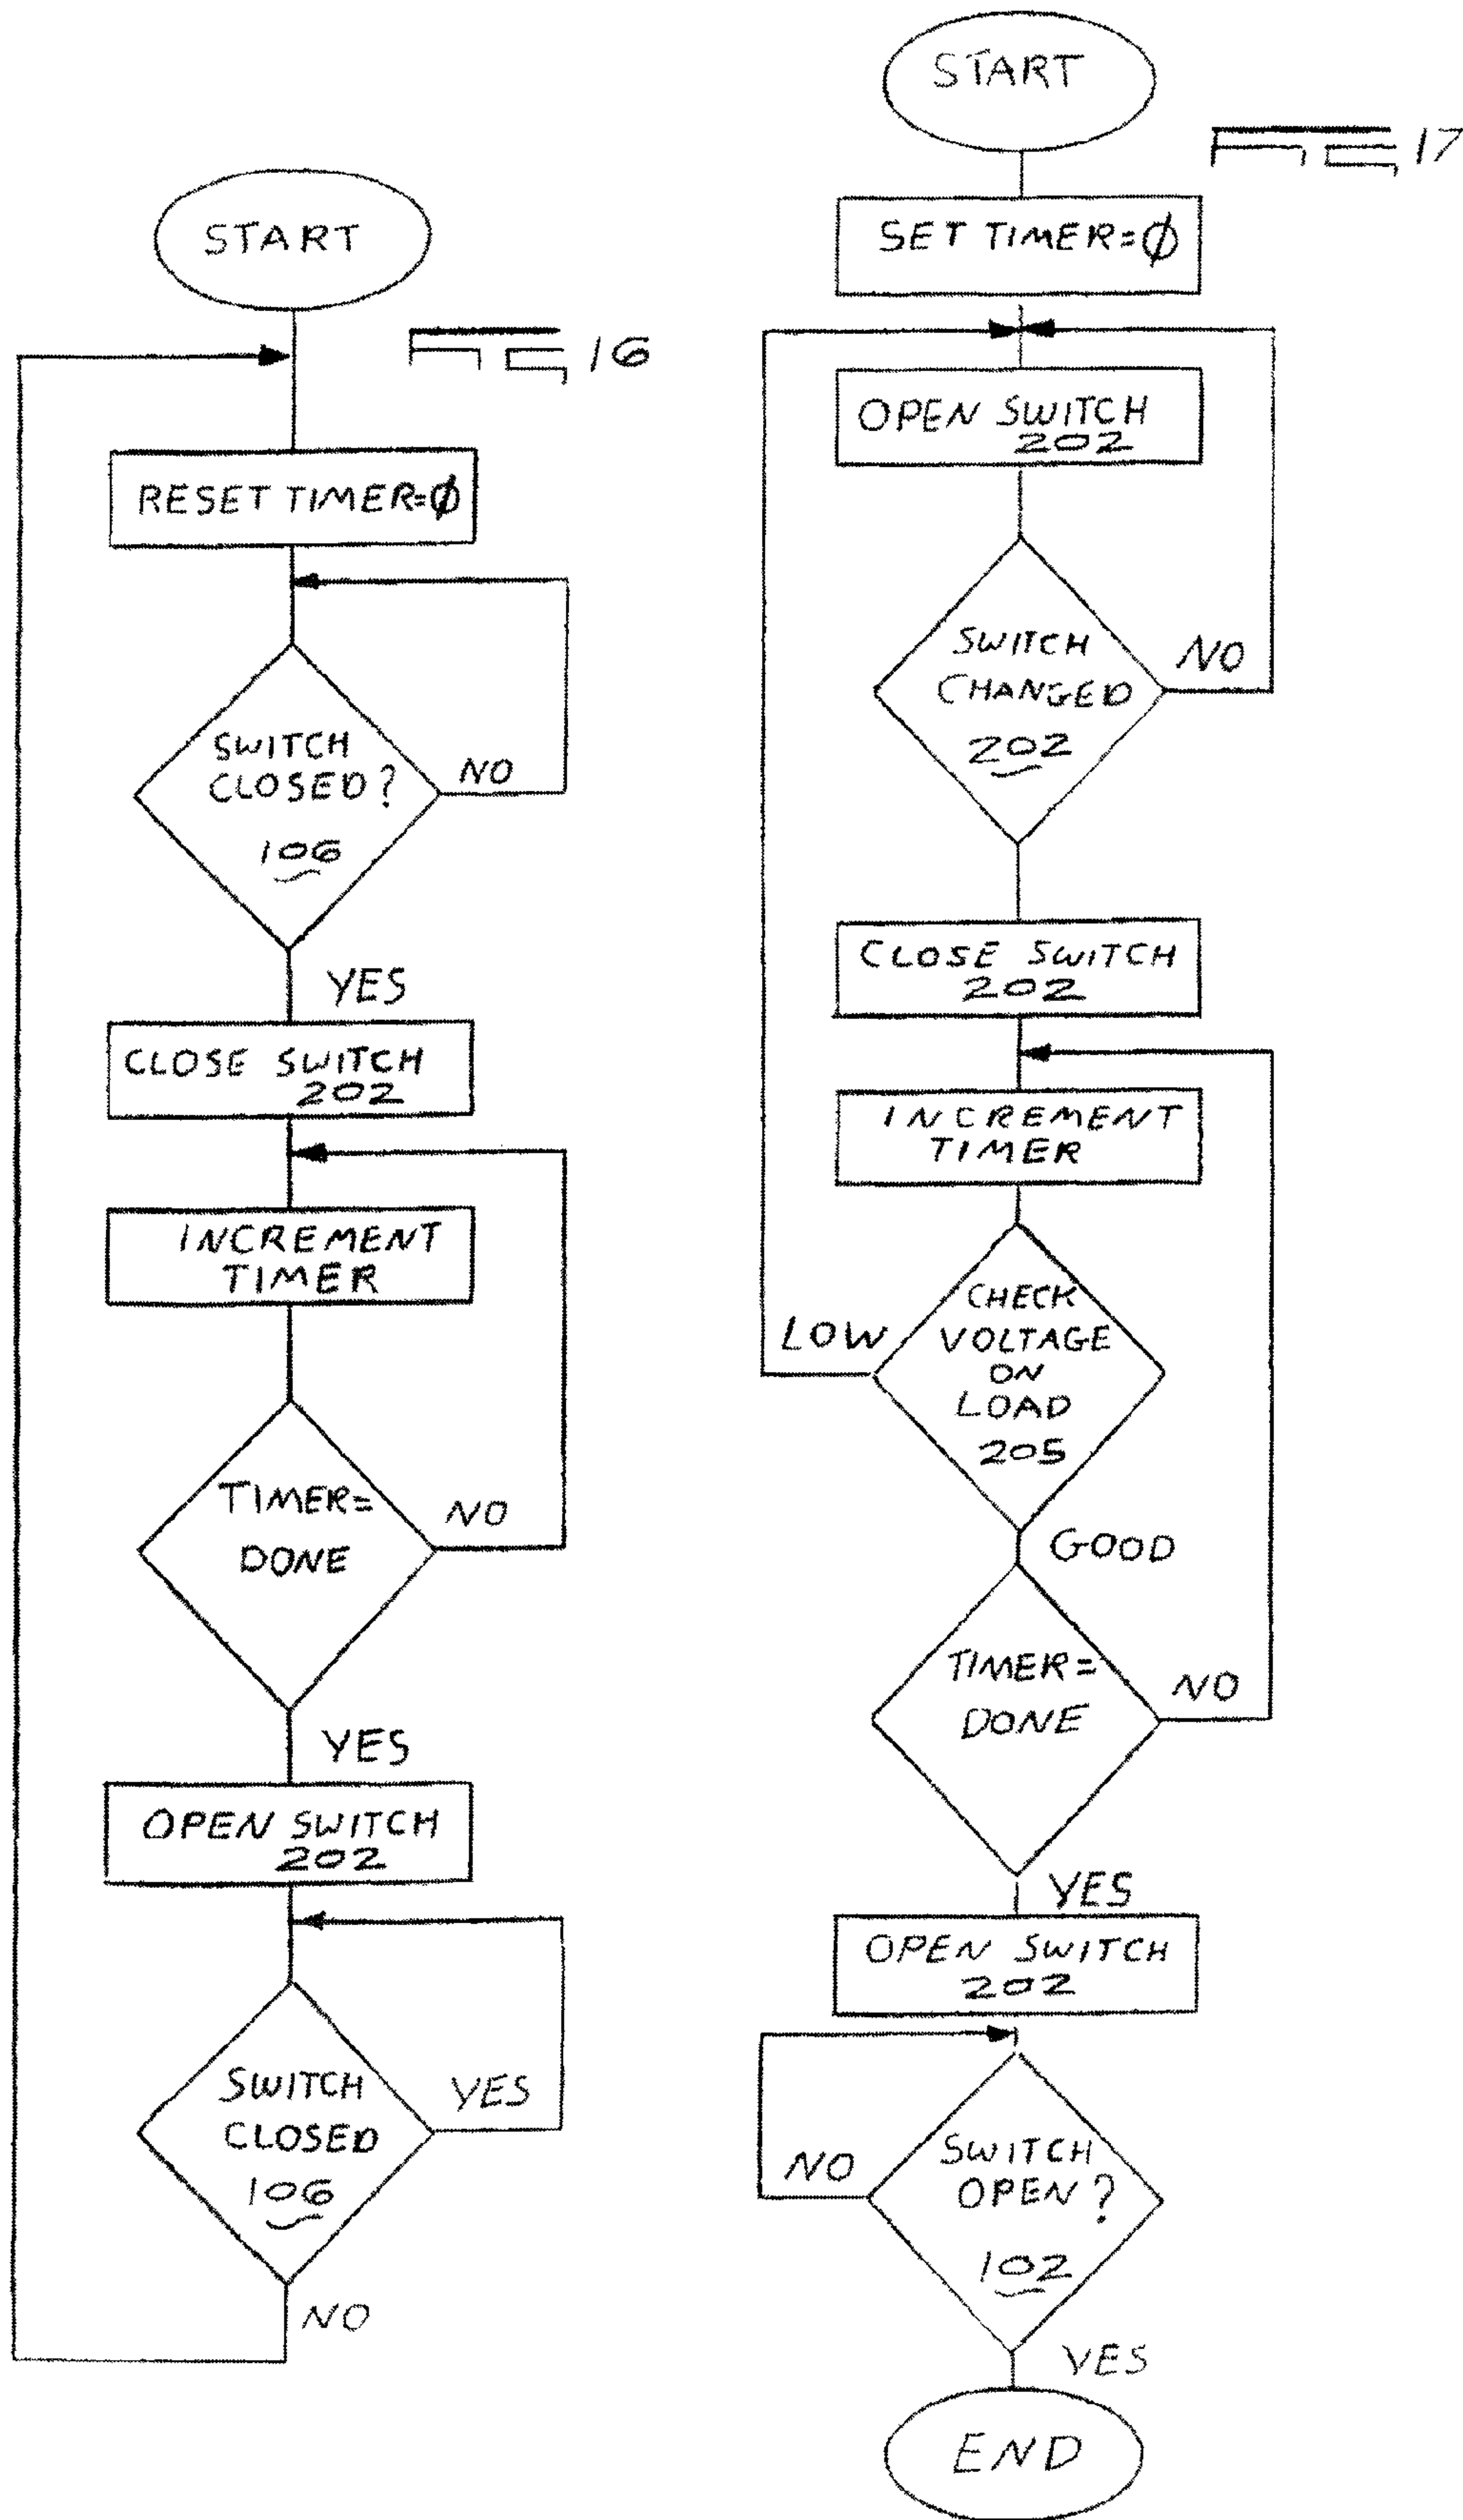 START
FIG 16
RESET TIMER=Ø
SWITCH
CLOSED?
106
NO
YES
CLOSE SWITCH
202
INCREMENT
TIMER
TIMER=
DONE
NO
YES
OPEN SWITCH
202
SWITCH
CLOSED
106
YES
NO
START
FIG 17
SET TIMER=Ø
OPEN SWITCH
202
SWITCH
CHANGED
202
NO
CLOSE SWITCH
202
INCREMENT
TIMER
CHECK
VOLTAGE
ON
LOAD
205
LOW
GOOD
TIMER=
DONE
NO
YES
OPEN SWITCH
202
SWITCH
OPEN?
102
NO
YES
END